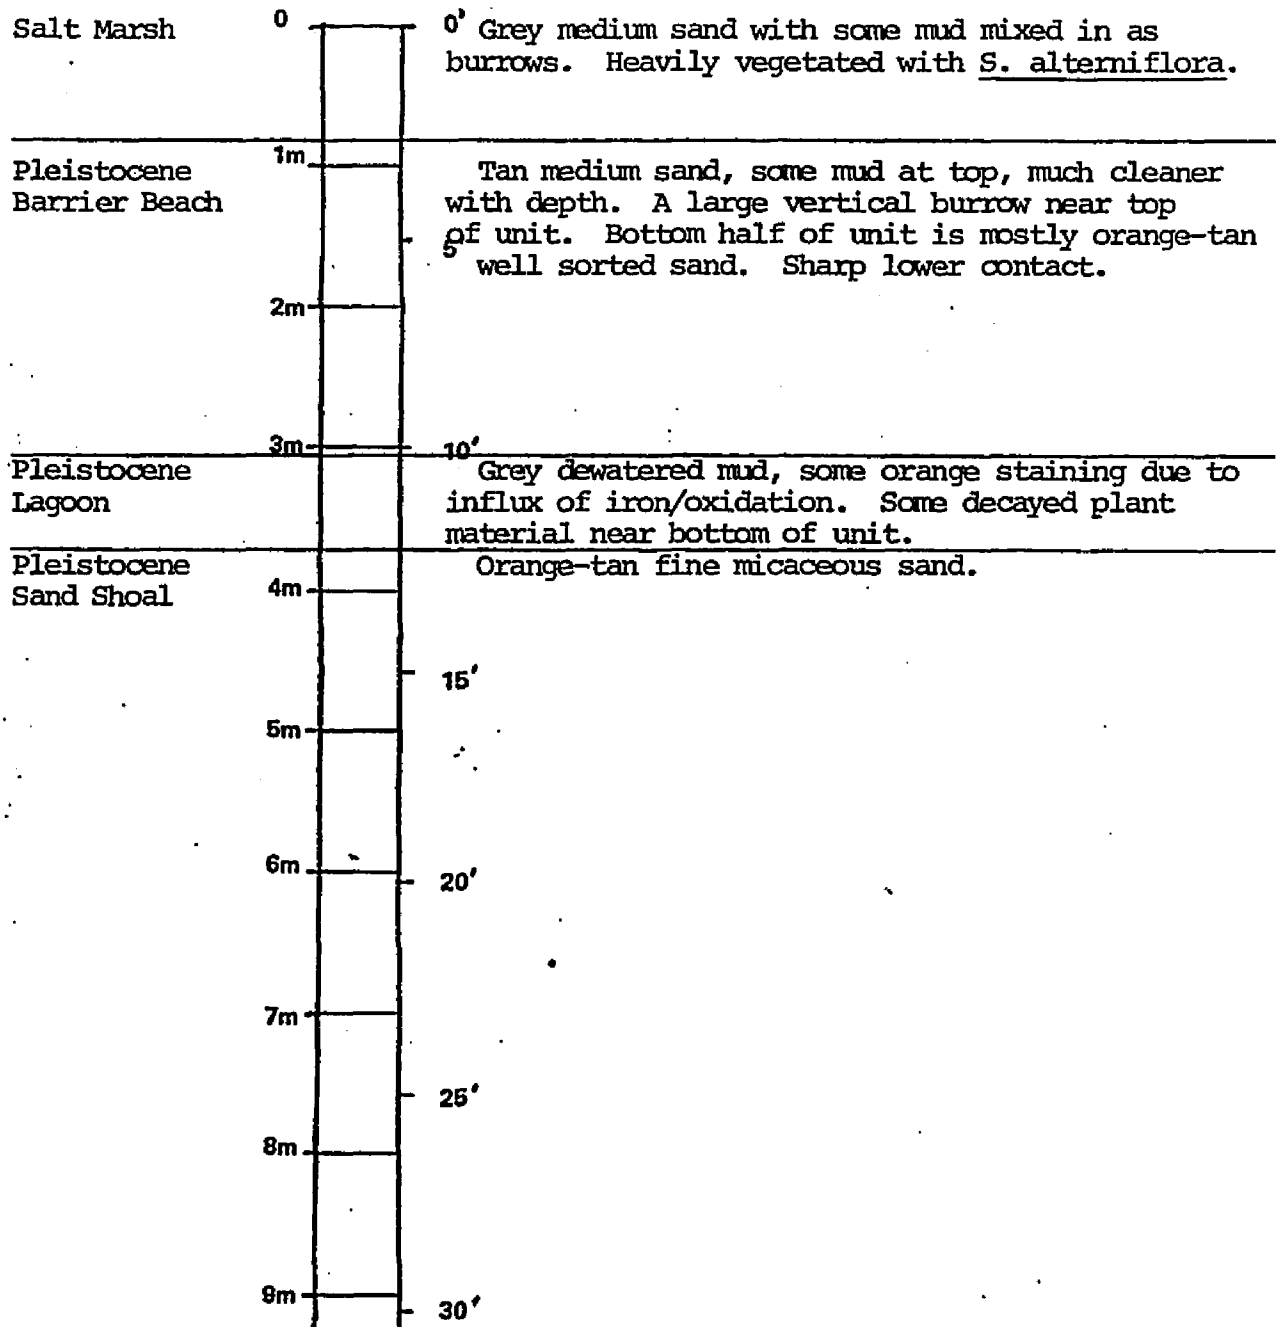 Salt Marsh
0
0' Grey medium sand with some mud mixed in as
burrows. Heavily vegetated with S. alterniflora.
1m
Pleistocene
Barrier Beach
Tan medium sand, some mud at top, much cleaner
with depth. A large vertical burrow near top
of unit. Bottom half of unit is mostly orange-tan
5
well sorted sand. Sharp lower contact.
2m
3m
10'
Pleistocene
Lagoon
Grey dewatered mud, some orange staining due to
influx of iron/oxidation. Some decayed plant
material near bottom of unit.
Pleistocene
Sand Shoal
Orange-tan fine micaceous sand.
4m
15'
5m
6m
20'
7m
25'
8m
9m
30'